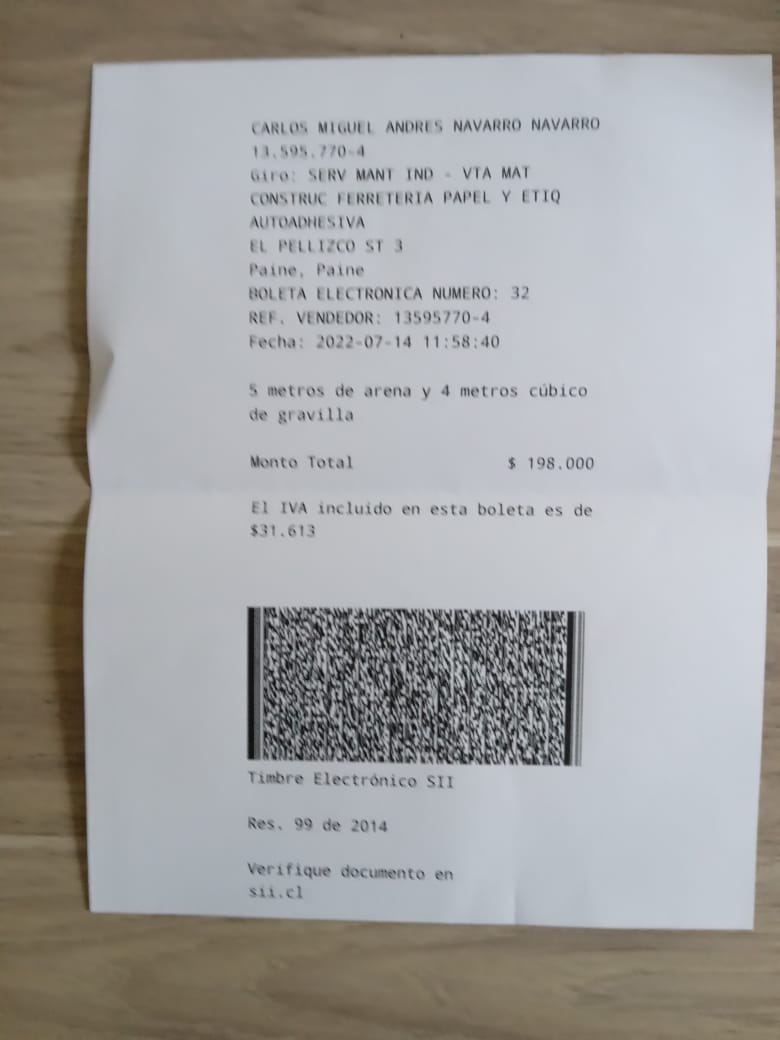 CARLOS MIGUEL ANDRES NAVARRO NAVARRO
13.595.770-4
Giro: SERV MANT IND - VTA MAT
CONSTRUC FERRETERIA PAPEL Y ETIQ
AUTOADHESIVA
EL PELLIZCO ST 3
Paine, Paine
BOLETA ELECTRONICA NUMERO: 32
REF. VENDEDOR: 13595770-4
Fecha: 2022-07-14 11:58:40
5 metros de arena y 4 metros cúbico
de gravilla
Monto Total $ 198.000
El IVA incluido en esta boleta es de
$31.613
Timbre Electrónico SII
Res. 99 de 2014
Verifique documento en
sii.cl